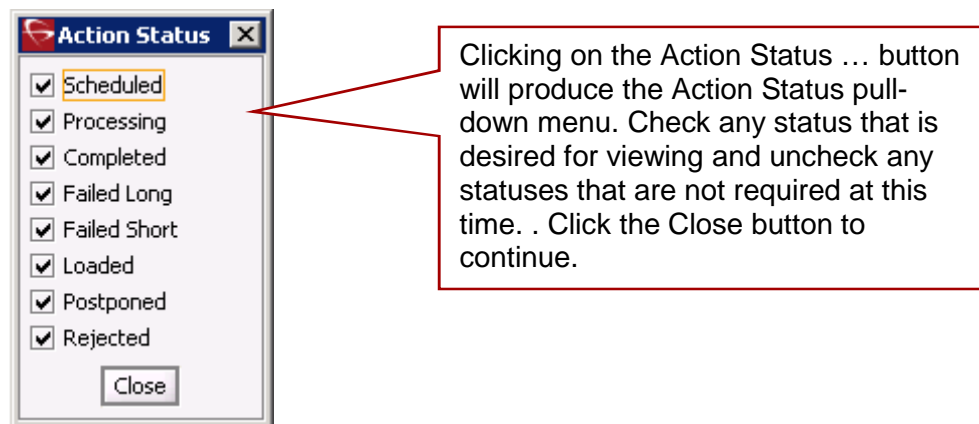 Action Status
Scheduled
Processing
Completed
Failed Long
Failed Short
Loaded
Postponed
Rejected
Close
Clicking on the Action Status … button
will produce the Action Status pull-
down menu. Check any status that is
desired for viewing and uncheck any
statuses that are not required at this
time. . Click the Close button to
continue.